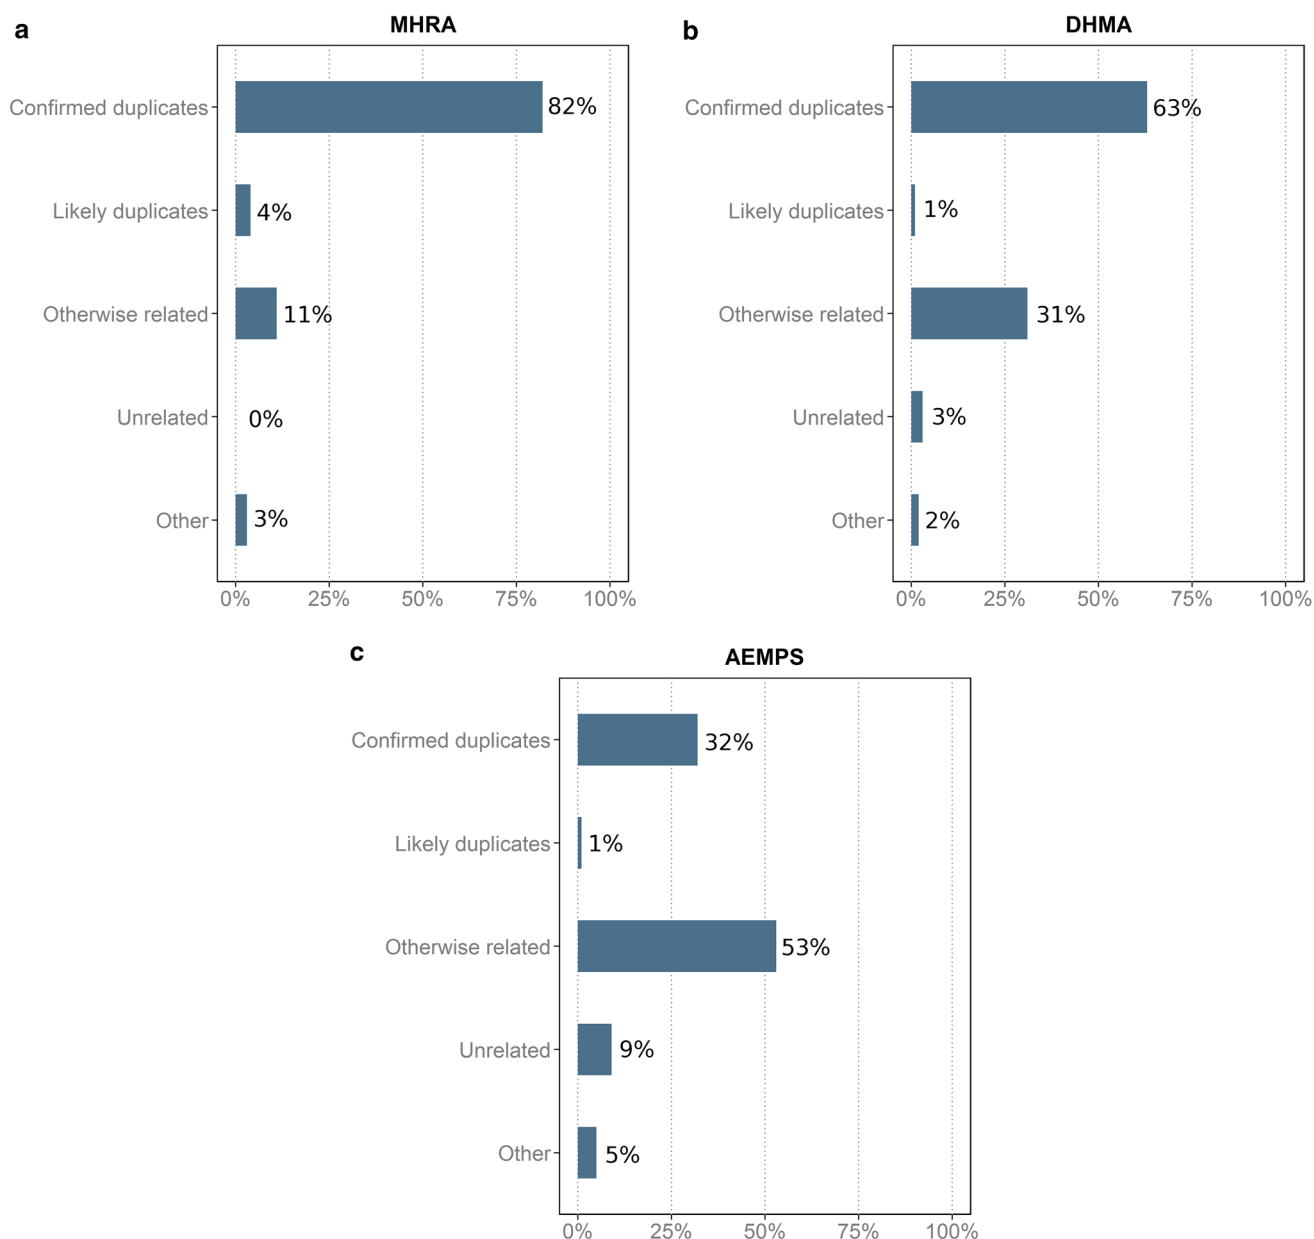 a
MHRA
Confirmed duplicates 82%
Likely duplicates 4%
Otherwise related 11%
Unrelated 0%
Other 3%
0% 25% 50% 75% 100%
b
DHMA
Confirmed duplicates 63%
Likely duplicates 1%
Otherwise related 31%
Unrelated 3%
Other 2%
0% 25% 50% 75% 100%
c
AEMPS
Confirmed duplicates 32%
Likely duplicates 1%
Otherwise related 53%
Unrelated 9%
Other 5%
0% 25% 50% 75% 100%